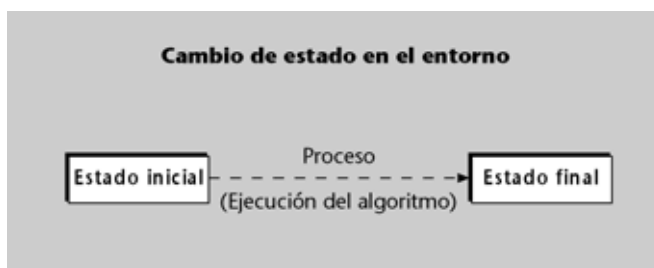 Cambio de estado en el entorno
Proceso
Estado inicial
Estado final
(Ejecución del algoritmo)